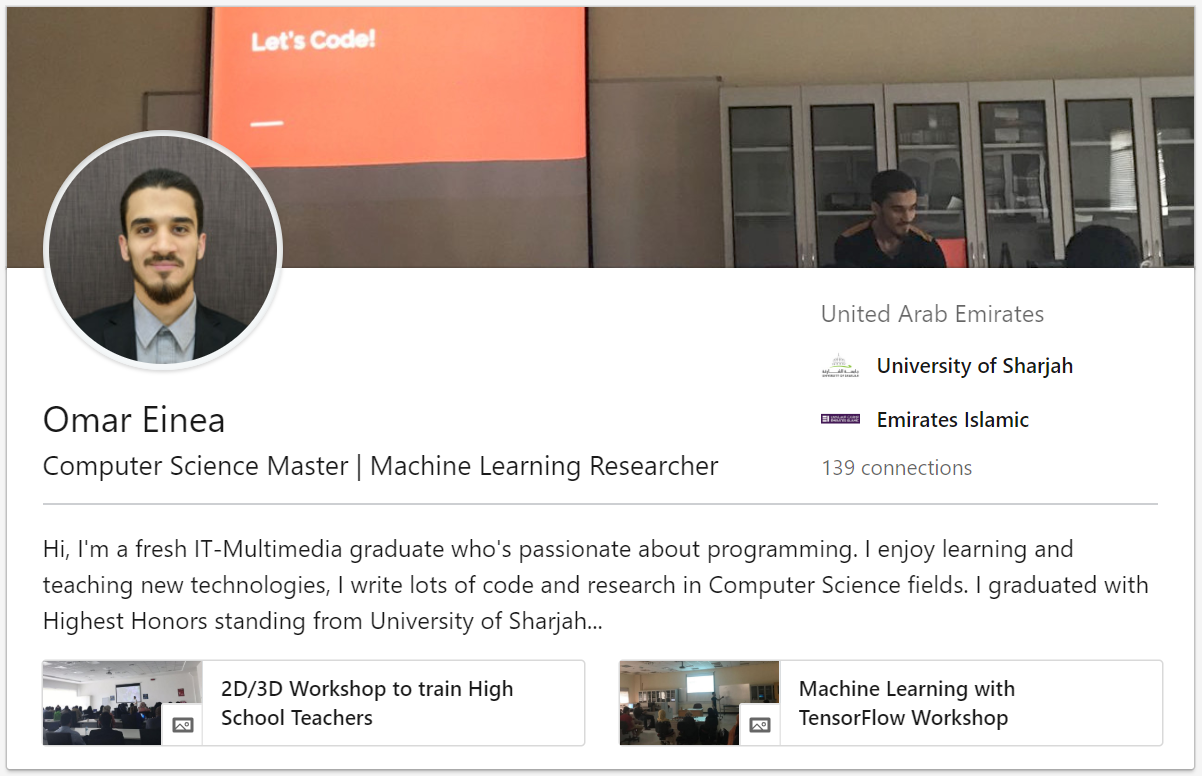 Let's Code!
United Arab Emirates
University of Sharjah
Emirates Islamic
139 connections
Omar Einea
Computer Science Master | Machine Learning Researcher
Hi, I'm a fresh IT-Multimedia graduate who's passionate about programming. I enjoy learning and
teaching new technologies, I write lots of code and research in Computer Science fields. I graduated with
Highest Honors standing from University of Sharjah...
2D/3D Workshop to train High
School Teachers
Machine Learning with
TensorFlow Workshop